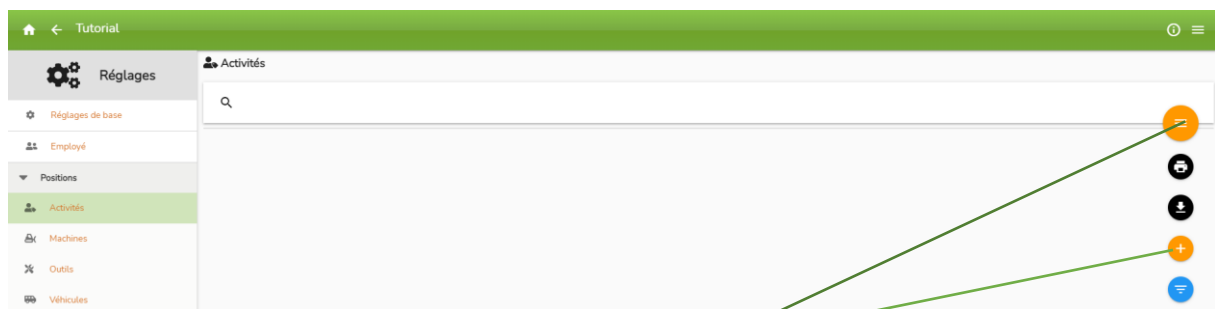 Tutorial
Réglages
Activités
Réglages de base
Employé
Positions
Activités
Machines
Outils
Véhicules